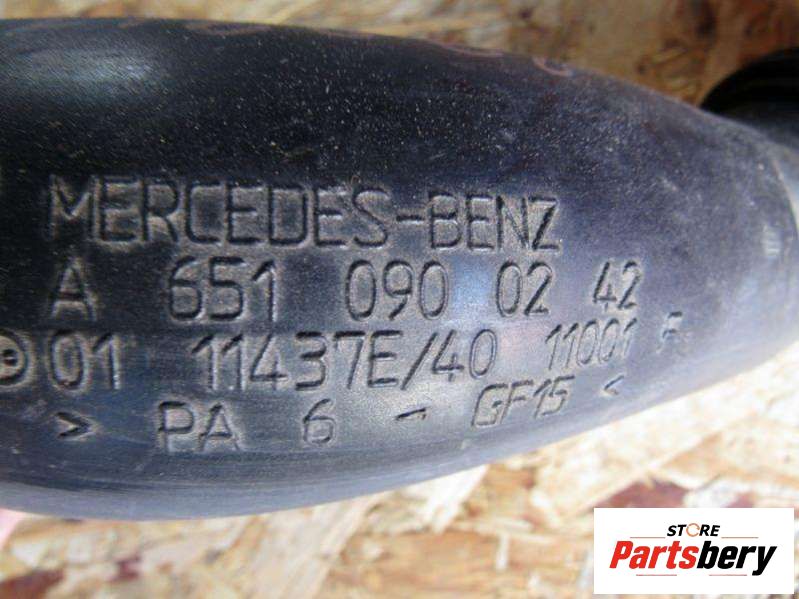 MERCEDES-BENZ
A 651 090 02 42
01 11437E/40 11001 F
> PA 6 - GF15 <
STORE
Partsbery